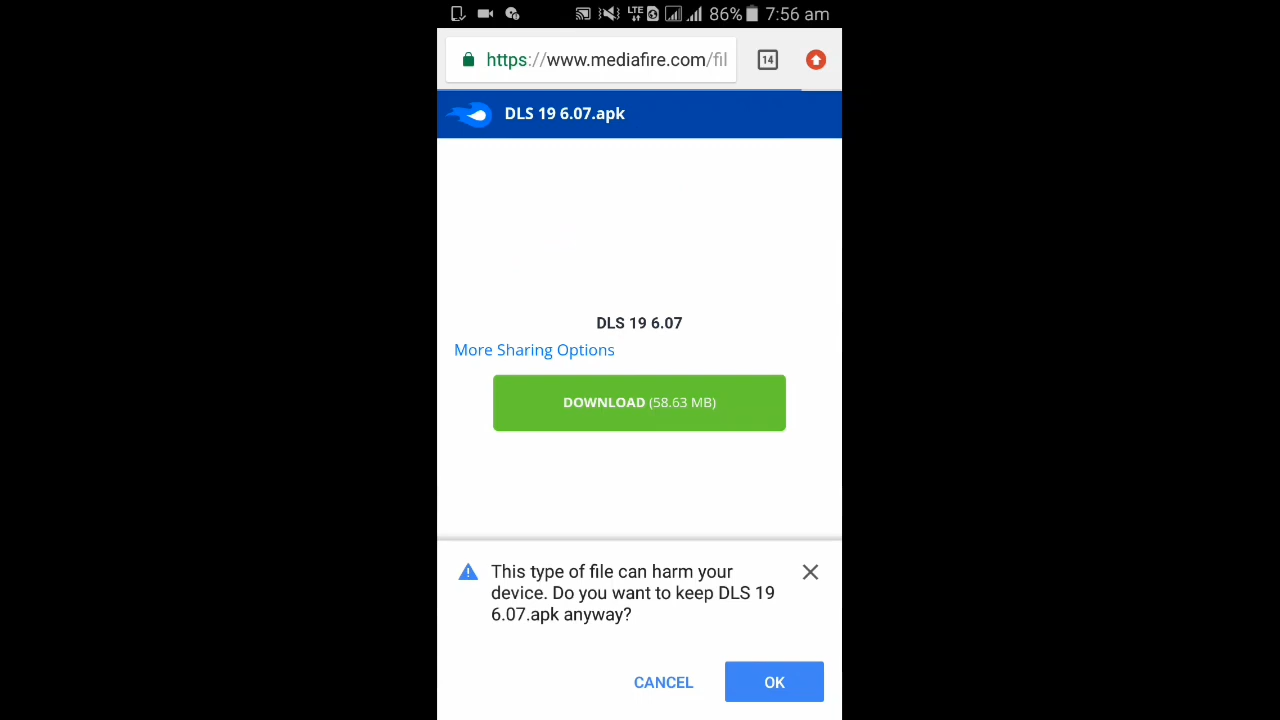 LTE 86% 7:56 am
https://www.mediafire.com/fil 14
DLS 19 6.07.apk
DLS 19 6.07
More Sharing Options
DOWNLOAD (58.63 MB)
This type of file can harm your
device. Do you want to keep DLS 19
6.07.apk anyway?
CANCEL OK